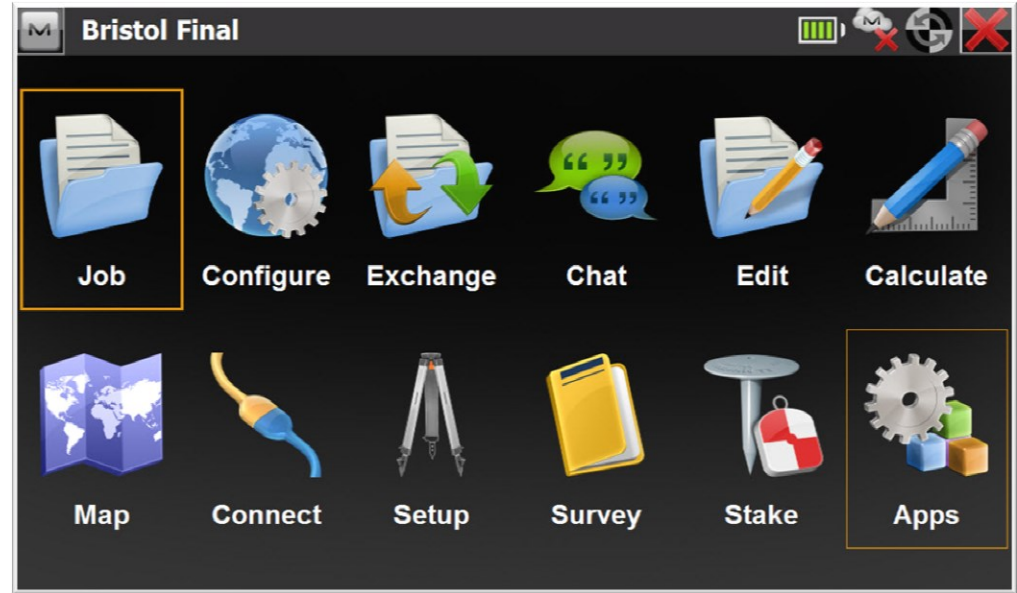 Bristol Final
Job Configure Exchange Chat Edit Calculate
Map Connect Setup Survey Stake Apps